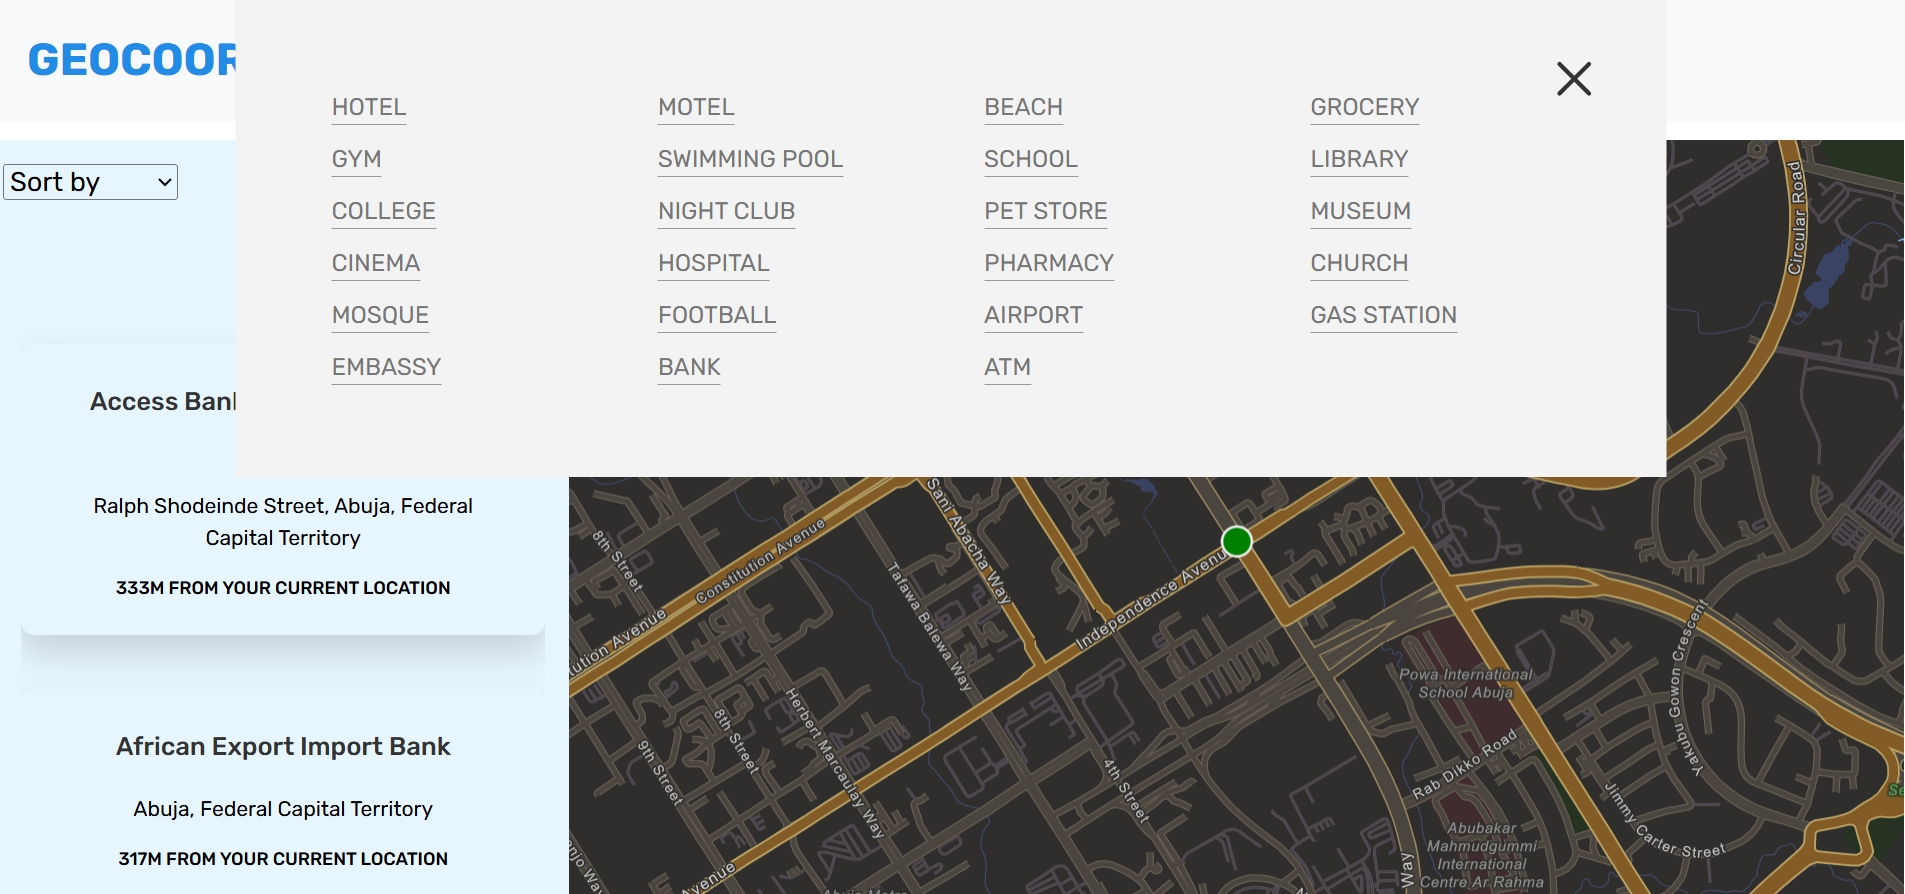 GEOCOOR
HOTEL
MOTEL
BEACH
GROCERY
GYM
SWIMMING POOL
SCHOOL
LIBRARY
COLLEGE
NIGHT CLUB
PET STORE
MUSEUM
CINEMA
HOSPITAL
PHARMACY
CHURCH
MOSQUE
FOOTBALL
AIRPORT
GAS STATION
EMBASSY
BANK
ATM
Sort by
Access Bank
Ralph Shodeinde Street, Abuja, Federal
Capital Territory
333M FROM YOUR CURRENT LOCATION
African Export Import Bank
Abuja, Federal Capital Territory
317M FROM YOUR CURRENT LOCATION
Circular Road
8th Street
Constitution Avenue
tution Avenue
Sani Abacha Way
Tafawa Balewa Way
Independence Avenue
Herbert Marcaulay Way
8th Street
9th Street
4th Street
Avenue
Powa International
School Abuja
Yakubu Gowon Crescent
Rab Dikko Road
Jimmy Carter Street
Abubakar
Mahmudgummi
International
Centre Ar Rahma
Way